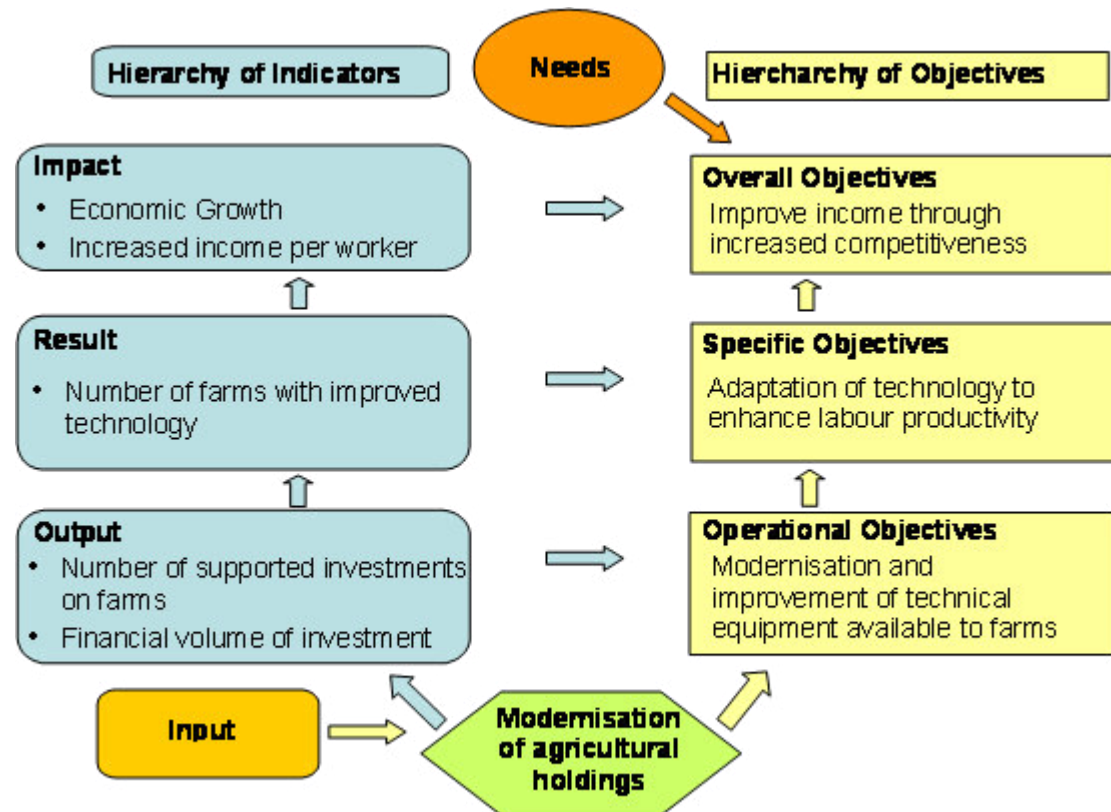 Hierarchy of Indicators
Needs
Hiercharchy of Objectives
Impact
• Economic Growth
• Increased income per worker
Overall Objectives
Improve income through
increased competitiveness
Result
• Number of farms with improved
technology
Specific Objectives
Adaptation of technology to
enhance labour productivity
Output
• Number of supported investments
on farms
• Financial volume of investment
Operational Objectives
Modernisation and
improvement of technical
equipment available to farms
Input
Modernisation
of agricultural
holdings